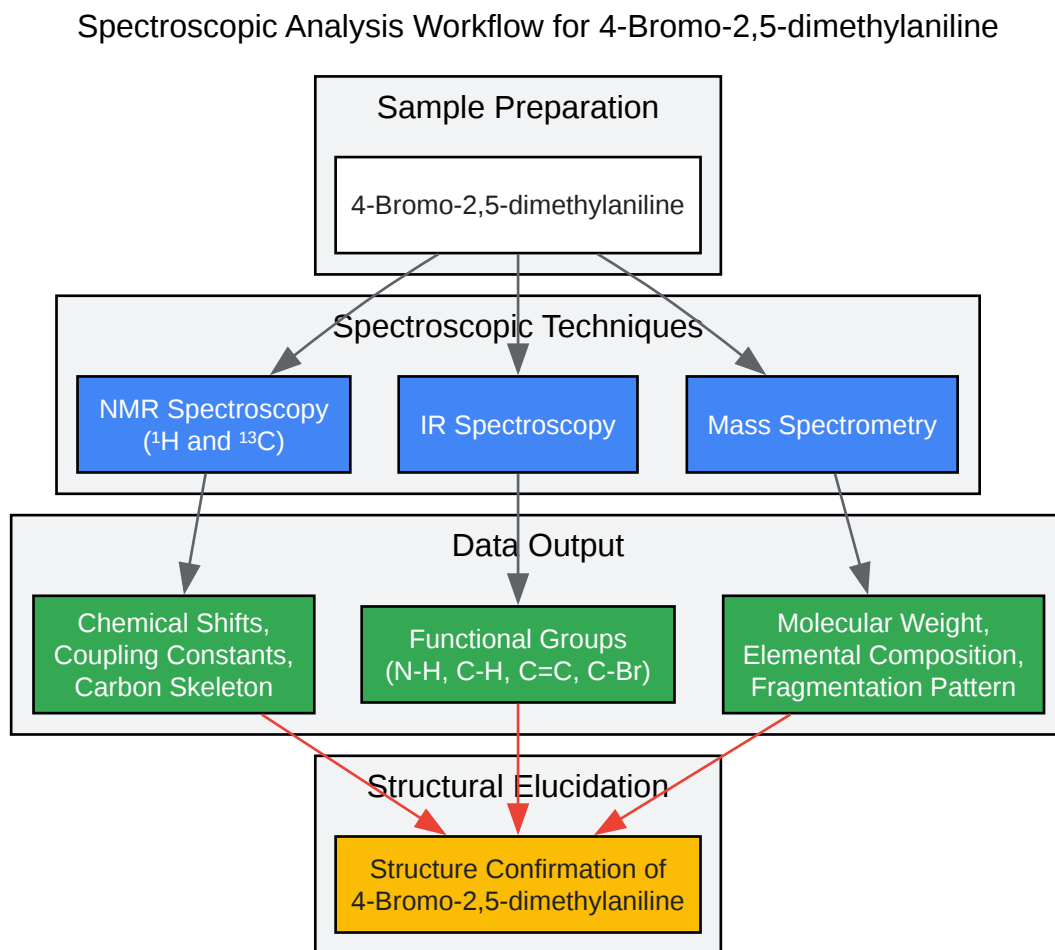 Spectroscopic Analysis Workflow for 4-Bromo-2,5-dimethylaniline
Sample Preparation
4-Bromo-2,5-dimethylaniline
Spectroscopic Techniques
NMR Spectroscopy
(¹H and ¹³C)
IR Spectroscopy
Mass Spectrometry
Data Output
Chemical Shifts,
Coupling Constants,
Carbon Skeleton
Functional Groups
(N-H, C-H, C=C, C-Br)
Molecular Weight,
Elemental Composition,
Fragmentation Pattern
Structural Elucidation
Structure Confirmation of
4-Bromo-2,5-dimethylaniline